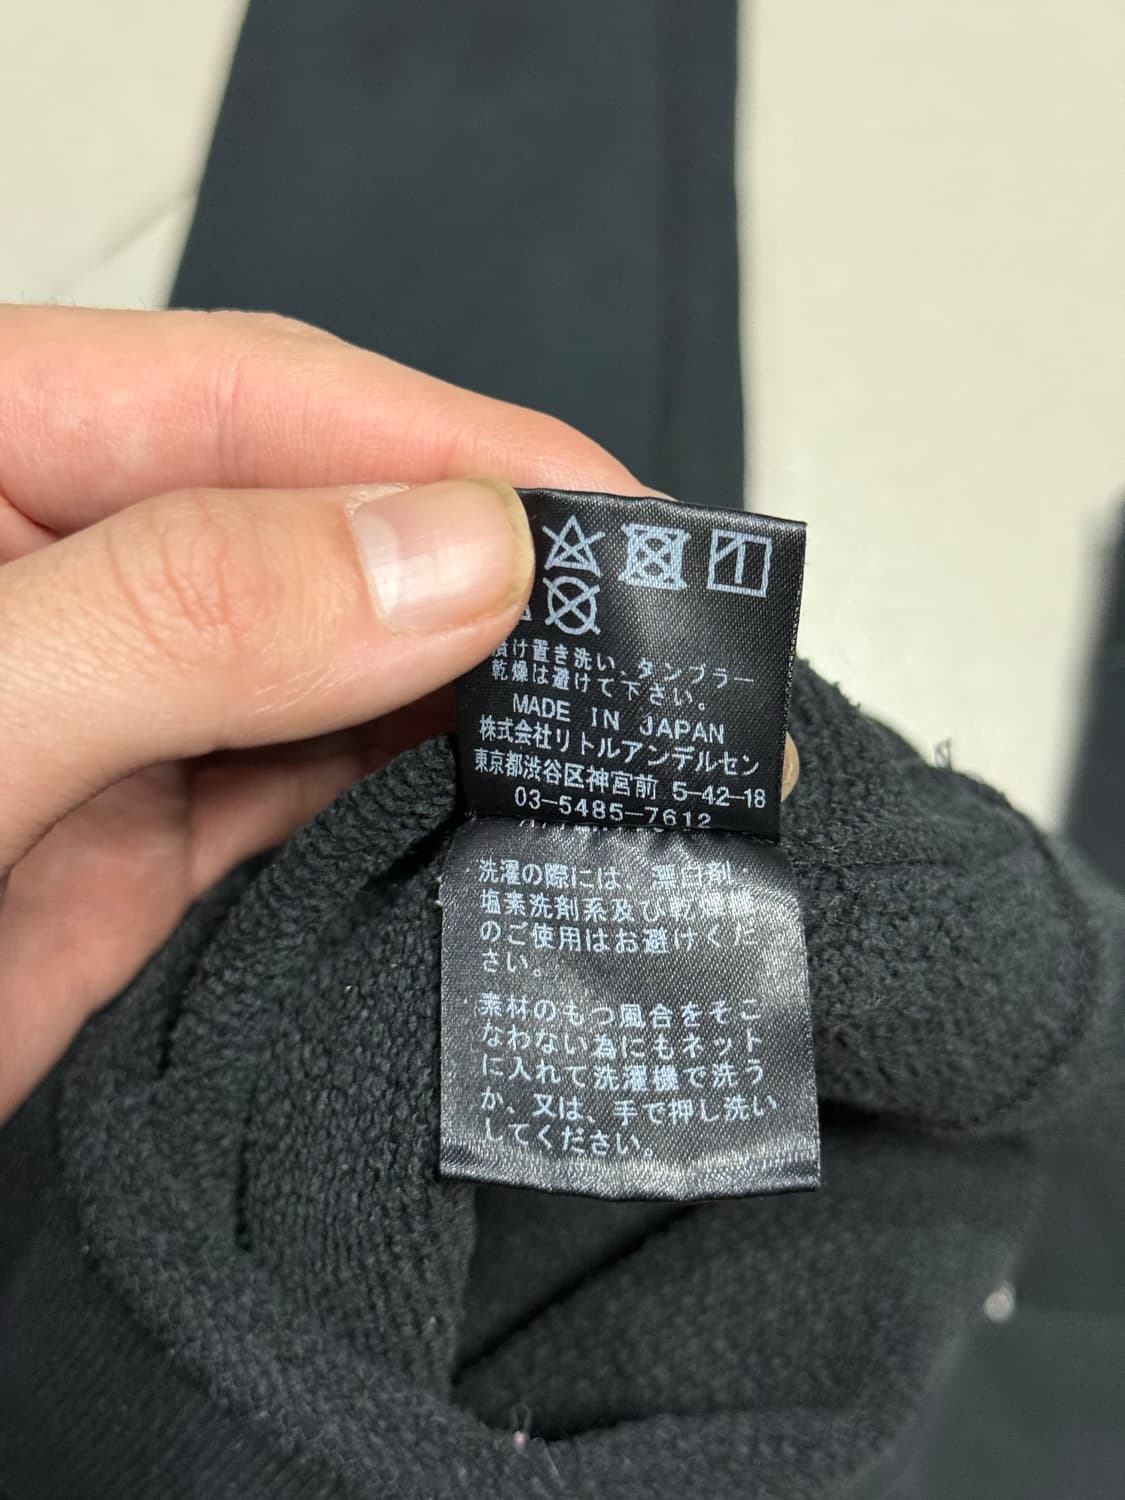 け置き洗い、タンブラー
乾燥は避けて下さい。
MADE IN JAPAN
株式会社リトルアンデルセン
東京都渋谷区神宮前 5-42-18
03-5485-7612
洗濯の際には、漂白剤・
塩素洗剤系及び乾燥機
のご使用はお避けくだ
さい。
素材のもつ風合をそこ
なわない為にもネット
に入れて洗濯機で洗う
か、又は、手で押し洗い
してください。